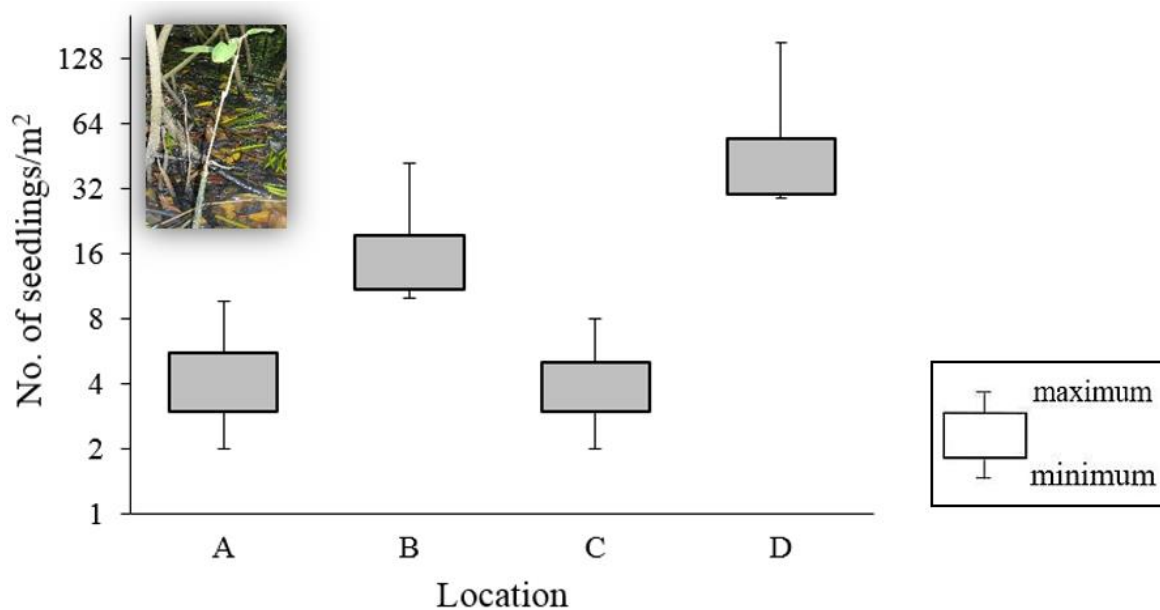 No. of seedlings/m²
128
64
32
16
8
4
2
1
A B C D
Location
maximum
minimum